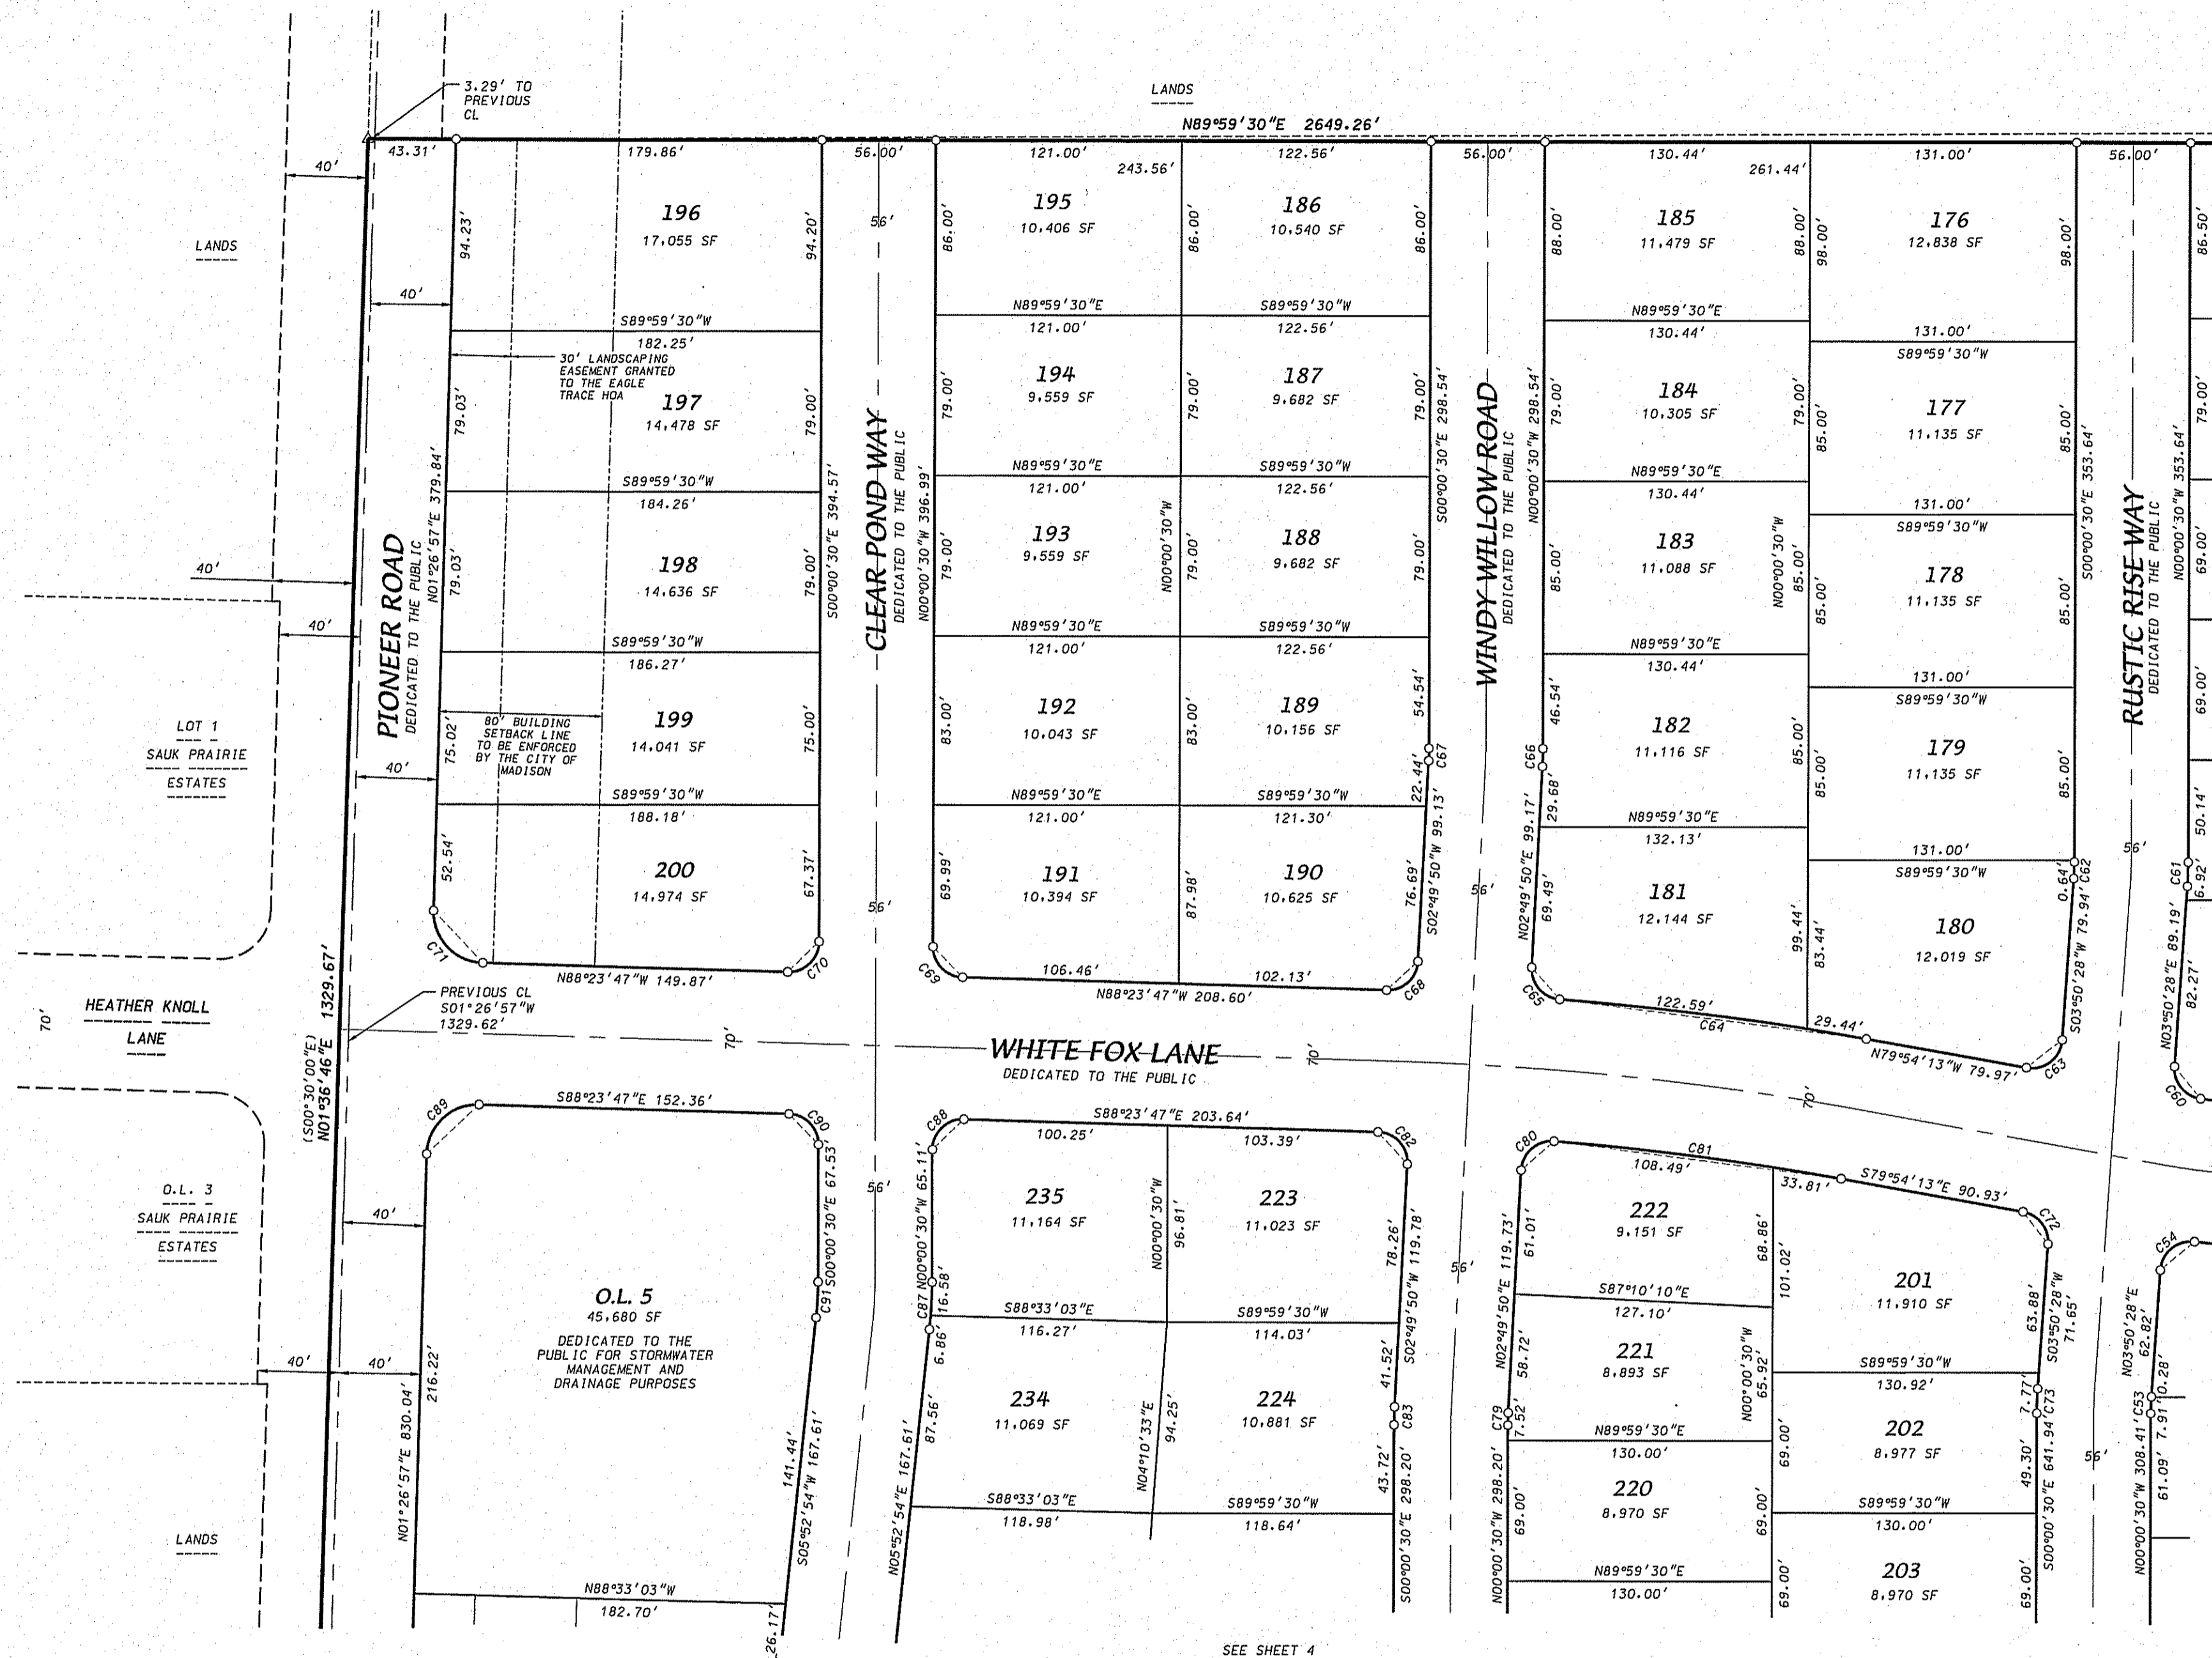 3.29' TO
PREVIOUS
CL
LANDS
N89°59'30"E 2649.26'
43.31'
179.86'
56.00'
121.00'
122.56'
243.56'
56.00'
130.44'
261.44'
131.00'
56.00'
40'
LANDS
40'
94.23'
196
17,055 SF
94.20'
56'
86.00'
195
10,406 SF
86.00'
186
10,540 SF
86.00'
88.00'
185
11,479 SF
88.00'
98.00'
176
12,838 SF
98.00'
86.50'
S89°59'30"W
182.25'
N89°59'30"E
121.00'
S89°59'30"W
122.56'
N89°59'30"E
130.44'
131.00'
S89°59'30"W
30' LANDSCAPING
EASEMENT GRANTED
TO THE EAGLE
TRACE HOA
79.03'
197
14,478 SF
79.00'
79.00'
194
9,559 SF
79.00'
187
9,682 SF
79.00'
79.00'
184
10,305 SF
79.00'
85.00'
177
11,135 SF
85.00'
79.00'
S89°59'30"W
184.26'
N89°59'30"E
121.00'
S89°59'30"W
122.56'
N89°59'30"E
130.44'
131.00'
S89°59'30"W
PIONEER ROAD
DEDICATED TO THE PUBLIC
N01°26'57"E 379.84'
S00°00'30"E 394.57'
CLEAR POND WAY
DEDICATED TO THE PUBLIC
N00°00'30"W 396.99'
N00°00'30"W
S00°00'30"E 298.54'
WINDY WILLOW ROAD
DEDICATED TO THE PUBLIC
N00°00'30"W 298.54'
N00°00'30"W
S00°00'30"E 353.64'
RUSTIC RISE WAY
DEDICATED TO THE PUBLIC
N00°00'30"W 353.64'
40'
40'
79.03'
198
14,636 SF
79.00'
79.00'
193
9,559 SF
79.00'
188
9,682 SF
79.00'
85.00'
183
11,088 SF
85.00'
85.00'
178
11,135 SF
85.00'
69.00'
S89°59'30"W
186.27'
N89°59'30"E
121.00'
S89°59'30"W
122.56'
N89°59'30"E
130.44'
131.00'
S89°59'30"W
LOT 1
SAUK PRAIRIE
ESTATES
40'
75.02'
80' BUILDING
SETBACK LINE
TO BE ENFORCED
BY THE CITY OF
MADISON
199
14,041 SF
75.00'
83.00'
192
10,043 SF
83.00'
189
10,156 SF
54.54'
C67
22.44'
46.54'
C66
29.68'
182
11,116 SF
85.00'
85.00'
179
11,135 SF
85.00'
69.00'
50.14'
S89°59'30"W
188.18'
N89°59'30"E
121.00'
S89°59'30"W
121.30'
N89°59'30"E
132.13'
131.00'
S89°59'30"W
52.54'
200
14,974 SF
67.37'
56'
69.99'
191
10,394 SF
87.98'
190
10,625 SF
76.69'
S02°49'50"W 99.13'
56'
N02°49'50"E 99.17'
69.49'
181
12,144 SF
99.44'
83.44'
180
12,019 SF
0.64'
C62
S03°50'28"W 79.94'
56'
C61
6.92'
N03°50'28"E 89.19'
82.27'
C71
N88°23'47"W 149.87'
C70
C69
106.46'
102.13'
N88°23'47"W 208.60'
C68
C65
122.59'
C64
29.44'
N79°54'13"W 79.97'
C63
C60
HEATHER KNOLL
LANE
70'
(S00°30'00"E)
N01°36'46"E 1329.67'
PREVIOUS CL
S01°26'57"W
1329.62'
70'
WHITE FOX LANE
DEDICATED TO THE PUBLIC
70'
70'
C89
S88°23'47"E 152.36'
C90
C88
S88°23'47"E 203.64'
100.25'
103.39'
C82
C80
C81
108.49'
33.81'
S79°54'13"E 90.93'
C72
C54
O.L. 3
SAUK PRAIRIE
ESTATES
40'
40'
40'
216.22'
N01°26'57"E 830.04'
O.L. 5
45,680 SF
DEDICATED TO THE
PUBLIC FOR STORMWATER
MANAGEMENT AND
DRAINAGE PURPOSES
S00°00'30"E 67.53'
C91
141.44'
S05°52'54"W 167.61'
56'
N00°00'30"W 65.11'
C87
16.58'
6.86'
235
11,164 SF
N00°00'30"W
96.81'
223
11,023 SF
78.26'
S02°49'50"W 119.78'
56'
N02°49'50"E 119.73'
61.01'
222
9,151 SF
68.86'
101.02'
201
11,910 SF
63.88'
S03°50'28"W
71.65'
N03°50'28"E
62.82'
S88°33'03"E
116.27'
S89°59'30"W
114.03'
S87°10'10"E
127.10'
58.72'
221
8,893 SF
N00°00'30"W
65.92'
S89°59'30"W
130.92'
7.77'
C73
0.28'
C53
7.91'
87.56'
N05°52'54"E 167.61'
234
11,069 SF
N04°10'33"E
94.25'
224
10,881 SF
41.52'
C83
43.72'
S00°00'30"E 298.20'
C79
7.52'
N89°59'30"E
130.00'
69.00'
202
8,977 SF
49.30'
S00°00'30"E 641.94'
56'
61.09'
N00°00'30"W 308.41'
S88°33'03"E
118.98'
S89°59'30"W
118.64'
N00°00'30"W 298.20'
69.00'
220
8,970 SF
69.00'
S89°59'30"W
130.00'
LANDS
N88°33'03"W
182.70'
26.17'
N89°59'30"E
130.00'
69.00'
203
8,970 SF
69.00'
SEE SHEET 4